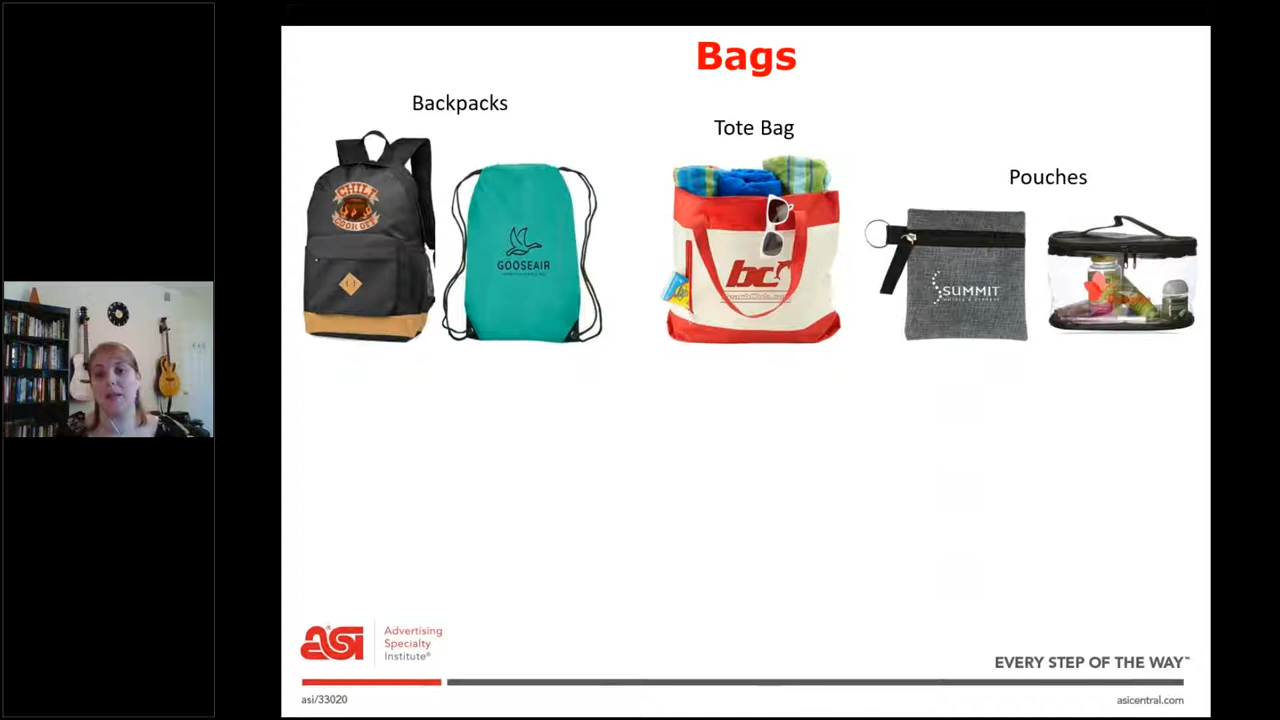 Bags
Backpacks
Tote Bag
Pouches
CHILI
COOK OFF
GOOSEAIR
bc
SUMMIT
asi
Advertising
Specialty
Institute®
EVERY STEP OF THE WAY™
asi/33020
asicentral.com